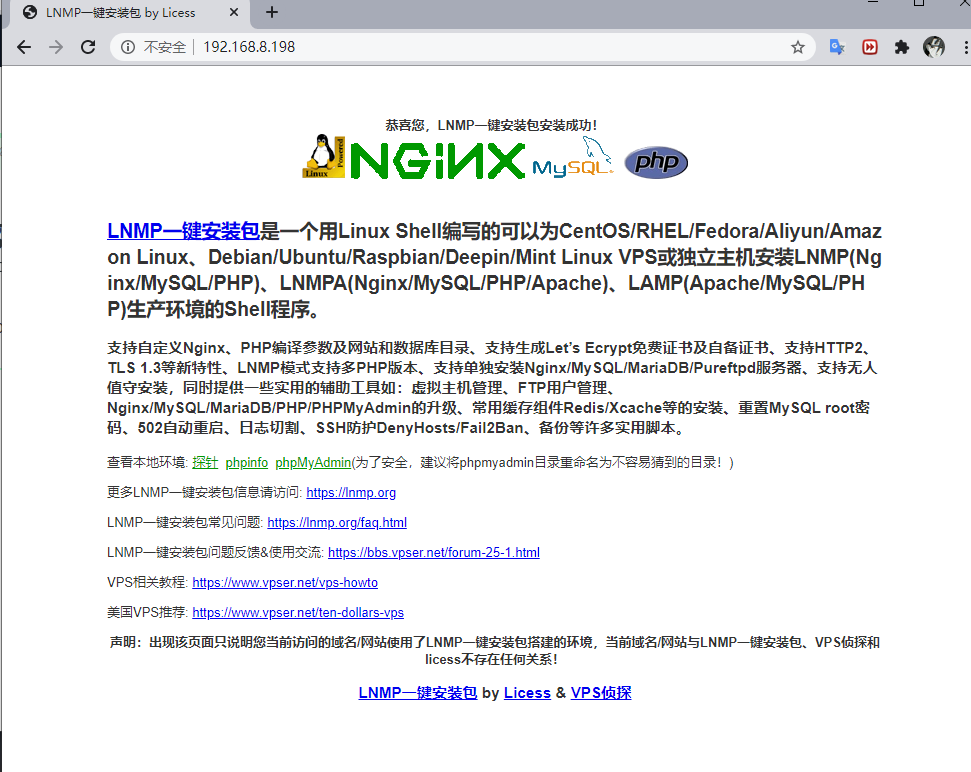 LNMP一键安装包 by Licess
不安全 192.168.8.198
恭喜您，LNMP一键安装包安装成功！
Linux Powered NGiNX MySQL php
LNMP一键安装包是一个用Linux Shell编写的可以为CentOS/RHEL/Fedora/Aliyun/Amaz
on Linux、Debian/Ubuntu/Raspbian/Deepin/Mint Linux VPS或独立主机安装LNMP(Ng
inx/MySQL/PHP)、LNMPA(Nginx/MySQL/PHP/Apache)、LAMP(Apache/MySQL/PH
P)生产环境的Shell程序。
支持自定义Nginx、PHP编译参数及网站和数据库目录、支持生成Let's Ecrypt免费证书及自备证书、支持HTTP2、
TLS 1.3等新特性、LNMP模式支持多PHP版本、支持单独安装Nginx/MySQL/MariaDB/Pureftpd服务器、支持无人
值守安装，同时提供一些实用的辅助工具如：虚拟主机管理、FTP用户管理、
Nginx/MySQL/MariaDB/PHP/PHPMyAdmin的升级、常用缓存组件Redis/Xcache等的安装、重置MySQL root密
码、502自动重启、日志切割、SSH防护DenyHosts/Fail2Ban、备份等许多实用脚本。
查看本地环境: 探针 phpinfo phpMyAdmin(为了安全，建议将phpmyadmin目录重命名为不容易猜到的目录！)
更多LNMP一键安装包信息请访问: https://lnmp.org
LNMP一键安装包常见问题: https://lnmp.org/faq.html
LNMP一键安装包问题反馈&使用交流: https://bbs.vpser.net/forum-25-1.html
VPS相关教程: https://www.vpser.net/vps-howto
美国VPS推荐: https://www.vpser.net/ten-dollars-vps
声明：出现该页面只说明您当前访问的域名/网站使用了LNMP一键安装包搭建的环境，当前域名/网站与LNMP一键安装包、VPS侦探和
licess不存在任何关系！
LNMP一键安装包 by Licess & VPS侦探